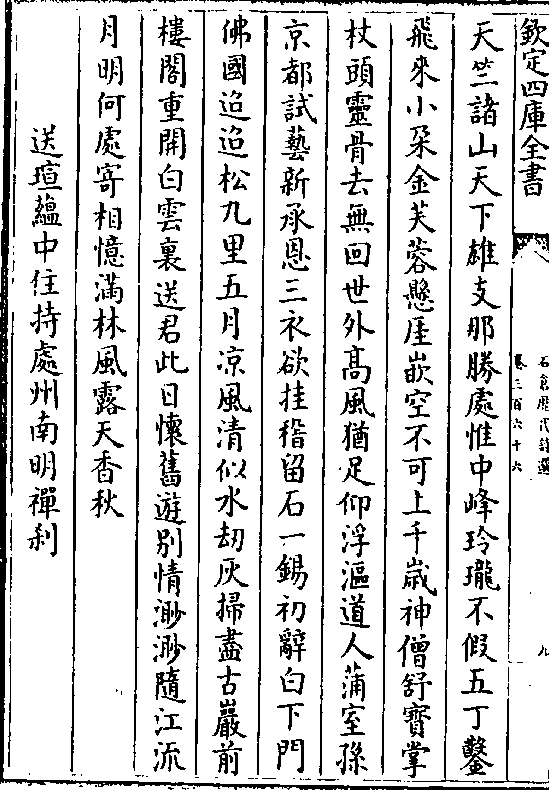 欽定四庫全書
石倉歷代詩選
卷三百六十六
九
天竺諸山天下雄支那勝處惟中峰玲瓏不假五丁鑿
飛來小朶金芙蓉懸厓嵌空不可上千歳神僧舒寳掌
杖頭靈骨去無回世外髙風猶足仰浮漚道人蒲室孫
京都試藝新承恩三衣欲挂稽留石一錫初辭白下門
佛國迢迢松九里五月凉風清似水刼灰掃盡古巖前
樓閣重開白雲裏送君此日懷舊遊别情渺渺隨江流
月明何處寄相憶滿林風露天香秋
送瑄藴中住持處州南明禪刹